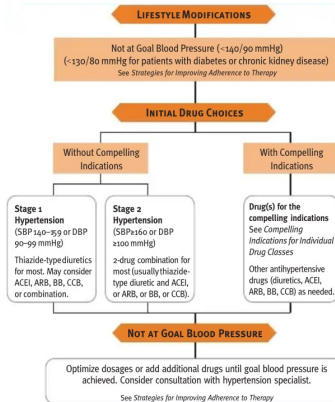 LIFESTYLE MODIFICATIONS
Not at Goal Blood Pressure (<140/90 mmHg)
(<130/80 mmHg for patients with diabetes or chronic kidney disease)
See Strategies for Improving Adherence to Therapy
INITIAL DRUG CHOICES
Without Compelling
Indications
With Compelling
Indications
Stage 1
Hypertension
(SBP 140–159 or DBP
90–99 mmHg)
Thiazide-type diuretics
for most. May consider
ACEI, ARB, BB, CCB,
or combination.
Stage 2
Hypertension
(SBP≥160 or DBP
≥100 mmHg)
2-drug combination for
most (usually thiazide-
type diuretic and ACEI,
or ARB, or BB, or CCB).
Drug(s) for the
compelling indications
See Compelling
Indications for Individual
Drug Classes
Other antihypertensive
drugs (diuretics, ACEI,
ARB, BB, CCB) as needed.
NOT AT GOAL BLOOD PRESSURE
Optimize dosages or add additional drugs until goal blood pressure is
achieved. Consider consultation with hypertension specialist.
See Strategies for Improving Adherence to Therapy